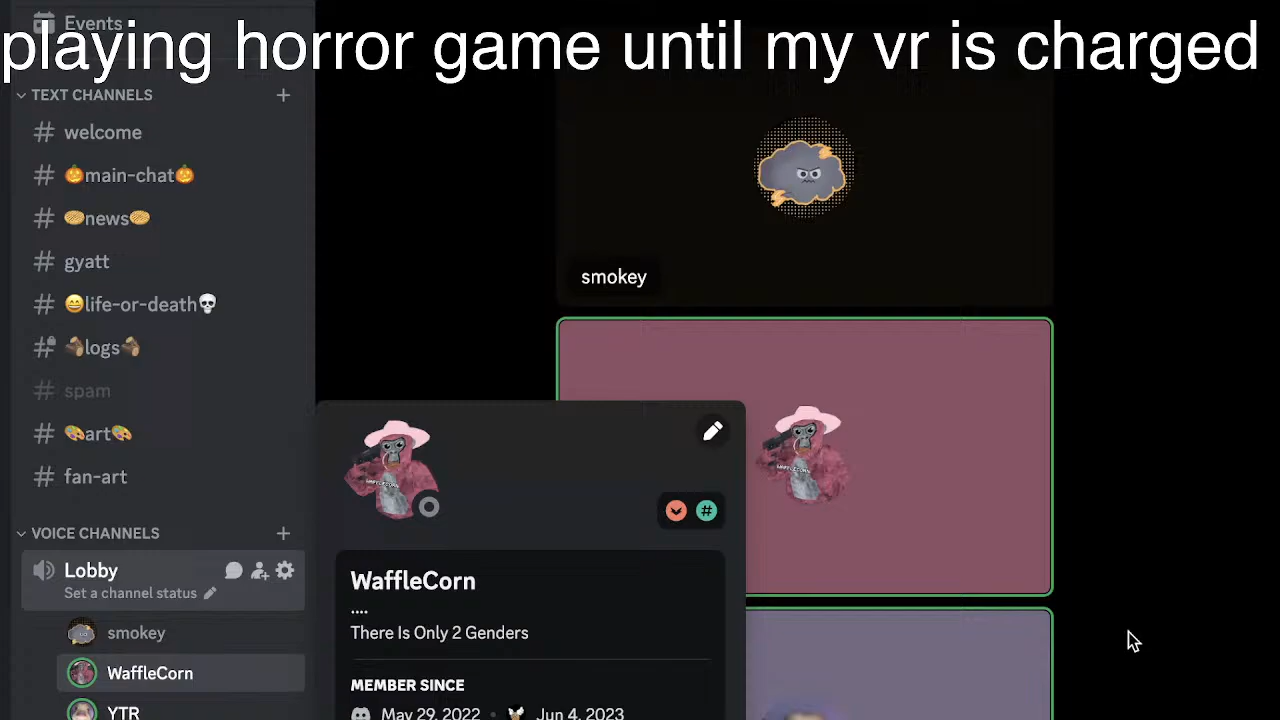 Events
playing horror game until my vr is charged
TEXT CHANNELS
welcome
🎃main-chat🎃
🥯news🥯
gyatt
😄life-or-death💀
🪵logs🪵
spam
🎨art🎨
fan-art
VOICE CHANNELS
Lobby
Set a channel status
smokey
WaffleCorn
YTR
smokey
WaffleCorn
....
There Is Only 2 Genders
MEMBER SINCE
May 29, 2022 • Jun 4, 2023